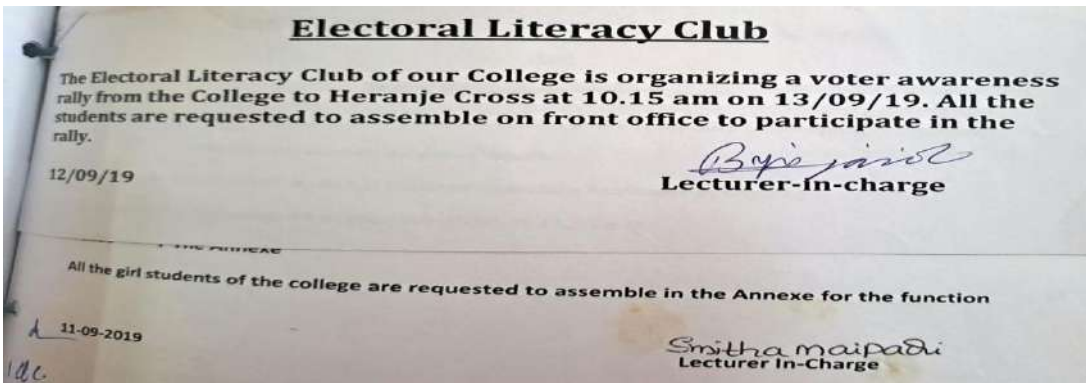 Electoral Literacy Club
The Electoral Literacy Club of our College is organizing a voter awareness
rally from the College to Heranje Cross at 10.15 am on 13/09/19. All the
students are requested to assemble on front office to participate in the
rally.
12/09/19
Lecturer-in-charge
All the girl students of the college are requested to assemble in the Annexe for the function
11-09-2019
Smitha maipadi
Lecturer In-Charge